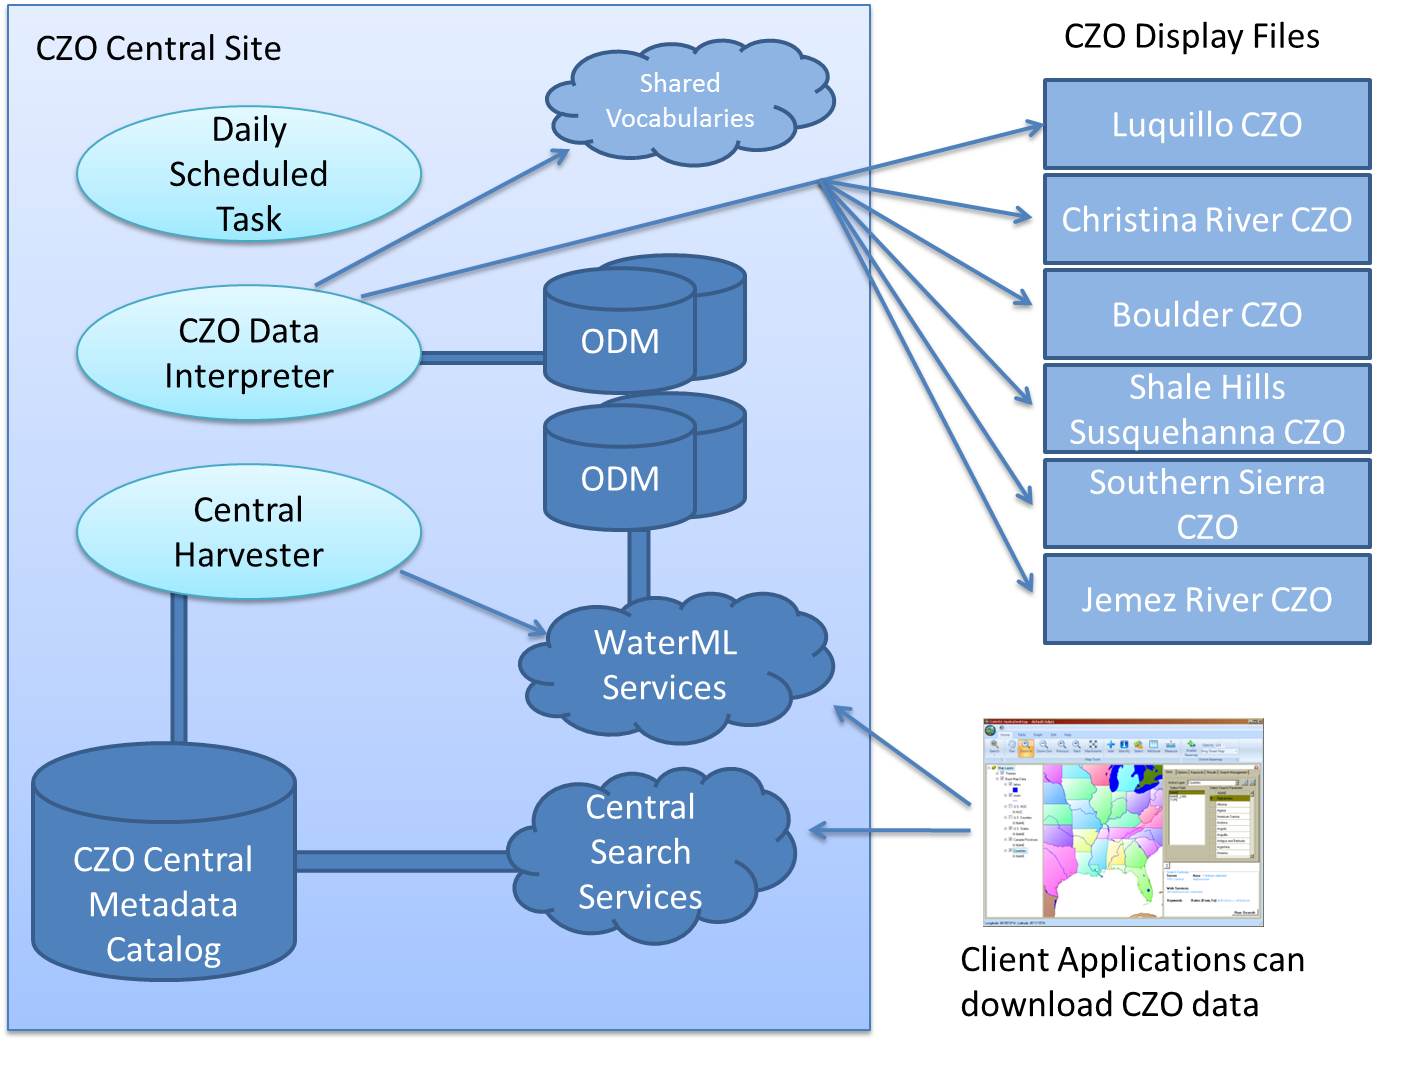 CZO Central Site
CZO Display Files
Shared
Vocabularies
Daily
Scheduled
Task
Luquillo CZO
Christina River CZO
Boulder CZO
Shale Hills
Susquehanna CZO
Southern Sierra
CZO
Jemez River CZO
CZO Data
Interpreter
ODM
ODM
Central
Harvester
WaterML
Services
Central
Search
Services
CZO Central
Metadata
Catalog
Client Applications can
download CZO data